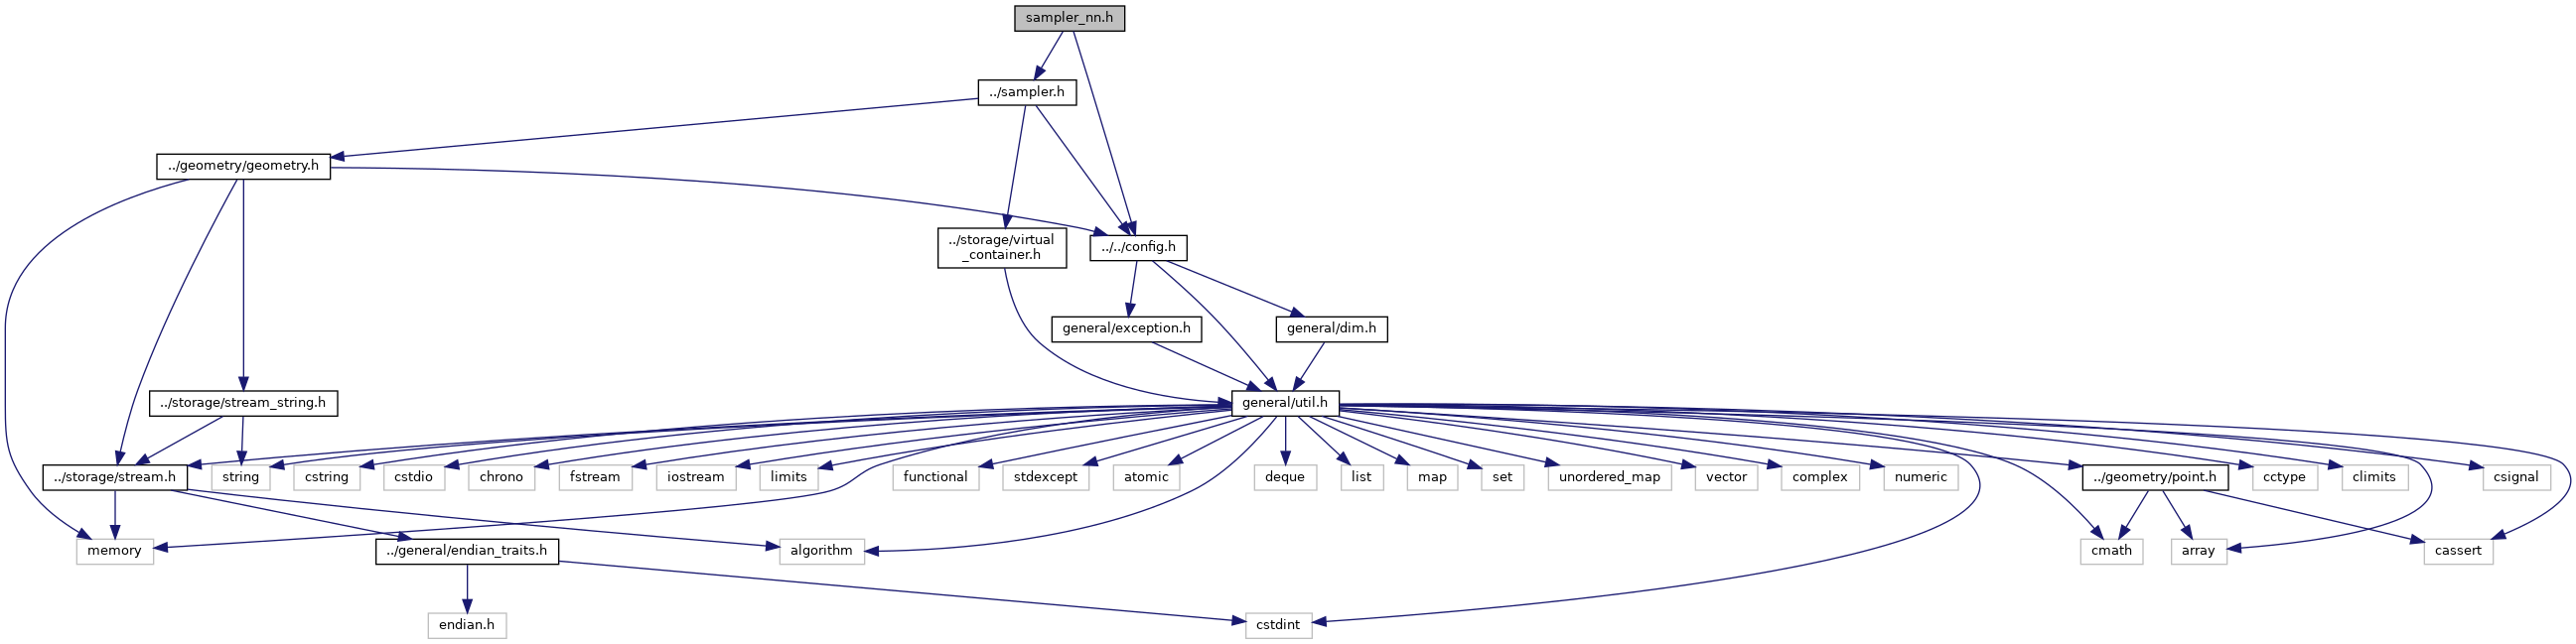 sampler_nn.h
../sampler.h
../geometry/geometry.h
../storage/virtual
_container.h
../../config.h
general/exception.h
general/dim.h
../storage/stream_string.h
general/util.h
../storage/stream.h
string
cstring
cstdio
chrono
fstream
iostream
limits
functional
stdexcept
atomic
deque
list
map
set
unordered_map
vector
complex
numeric
../geometry/point.h
cctype
climits
csignal
memory
../general/endian_traits.h
algorithm
cmath
array
cassert
endian.h
cstdint